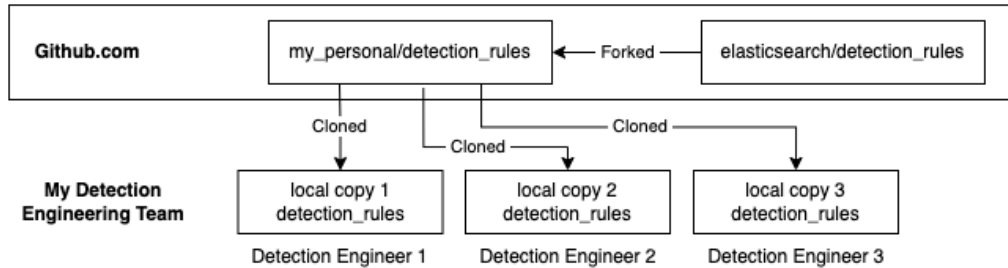 Github.com
my_personal/detection_rules
Forked
elasticsearch/detection_rules
Cloned
Cloned
Cloned
My Detection
Engineering Team
local copy 1
detection_rules
local copy 2
detection_rules
local copy 3
detection_rules
Detection Engineer 1
Detection Engineer 2
Detection Engineer 3